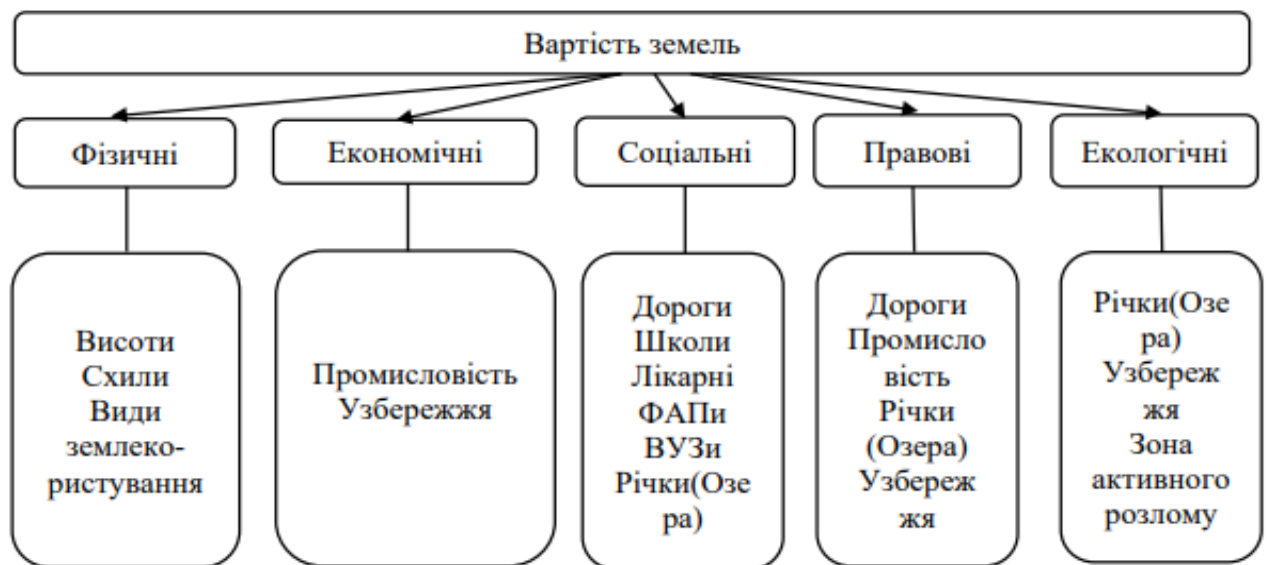 Вартість земель
Фізичні
Економічні
Соціальні
Правові
Екологічні
Висоти
Схили
Види
землеко-
ристування
Промисловість
Узбережжя
Дороги
Школи
Лікарні
ФАПи
ВУЗи
Річки(Озе
ра)
Дороги
Промисло
вість
Річки
(Озера)
Узбереж
жя
Річки(Озе
ра)
Узбереж
жя
Зона
активного
розлому